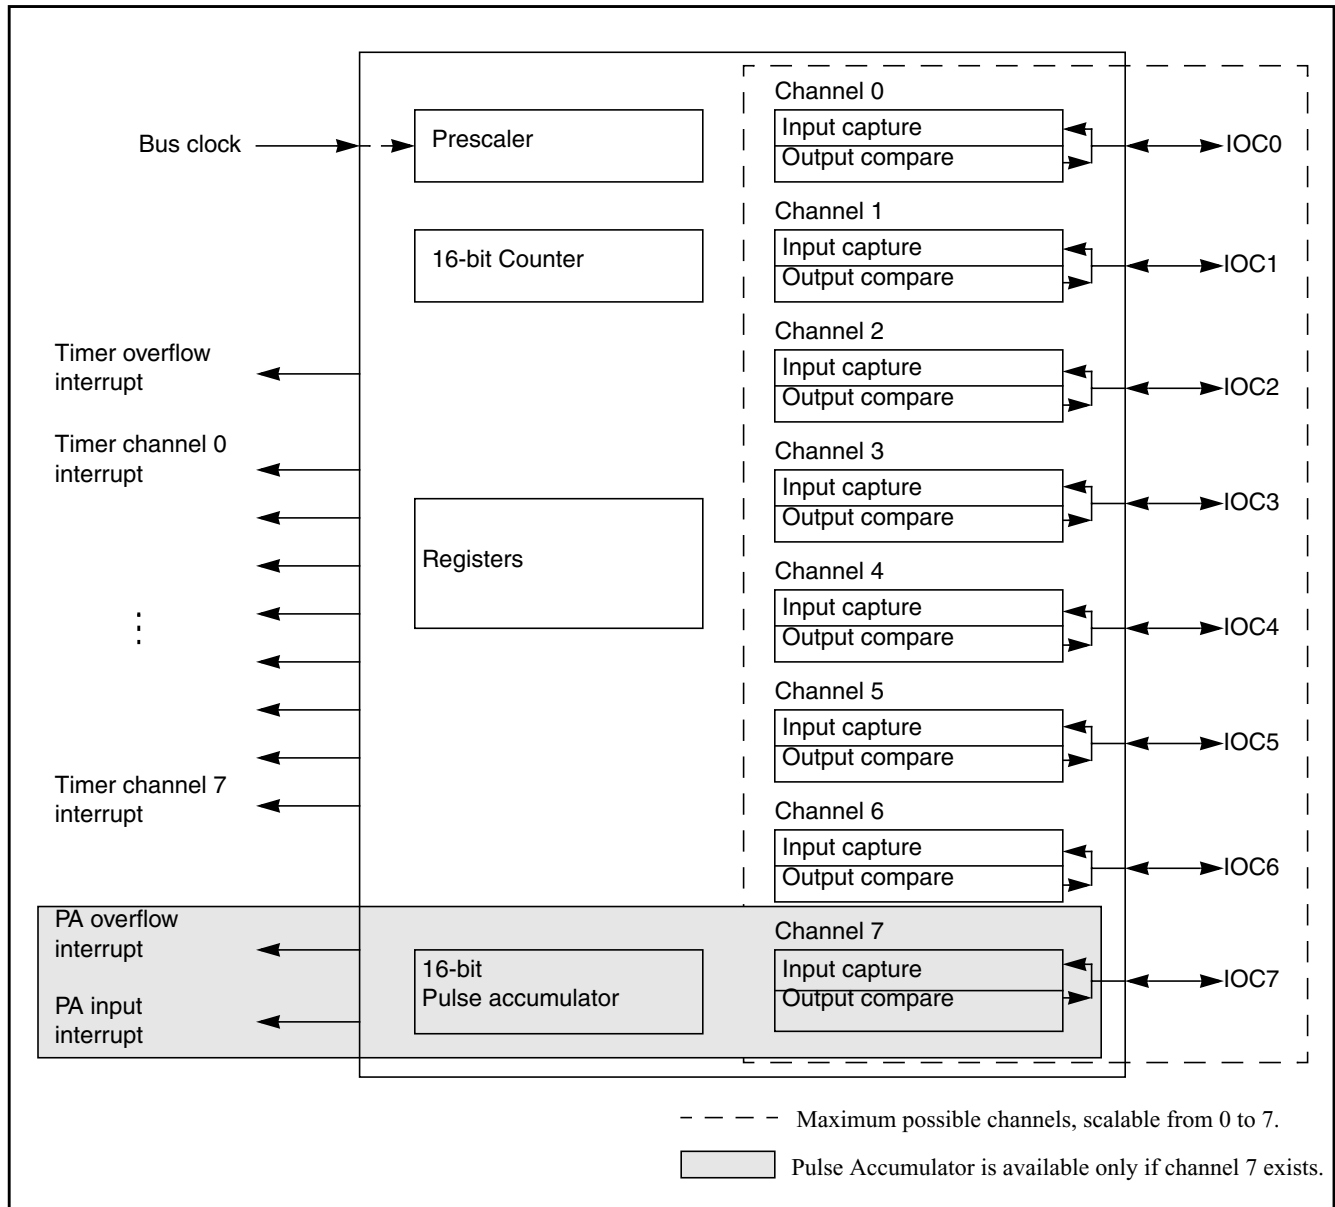 Channel 0
Bus clock
Prescaler
Input capture
Output compare
IOC0
Channel 1
16-bit Counter
Input capture
Output compare
IOC1
Channel 2
Timer overflow
interrupt
Input capture
Output compare
IOC2
Channel 3
Timer channel 0
interrupt
Input capture
Output compare
IOC3
Registers
Channel 4
Input capture
Output compare
IOC4
Channel 5
Input capture
Output compare
IOC5
Timer channel 7
interrupt
Channel 6
Input capture
Output compare
IOC6
PA overflow
interrupt
Channel 7
16-bit
Pulse accumulator
Input capture
Output compare
IOC7
PA input
interrupt
Maximum possible channels, scalable from 0 to 7.
Pulse Accumulator is available only if channel 7 exists.